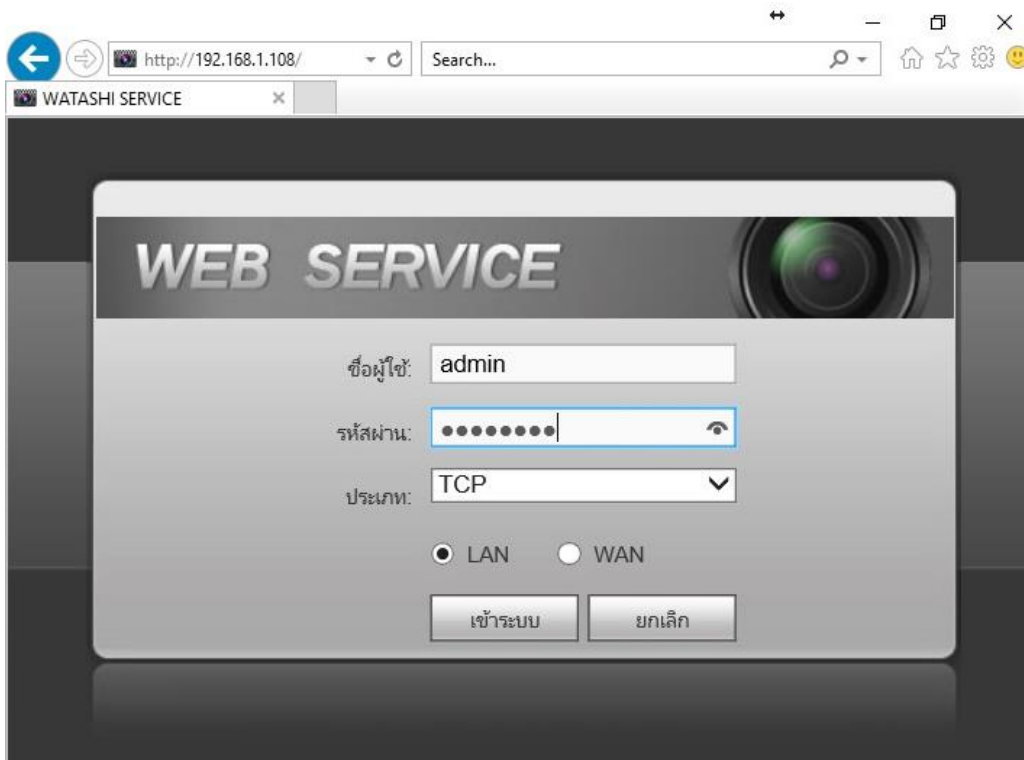 http://192.168.1.108/
Search...
WATASHI SERVICE
WEB SERVICE
ชื่อผู้ใช้: admin
รหัสผ่าน: ●●●●●●●●
ประเภท: TCP
LAN WAN
เข้าระบบ ยกเลิก